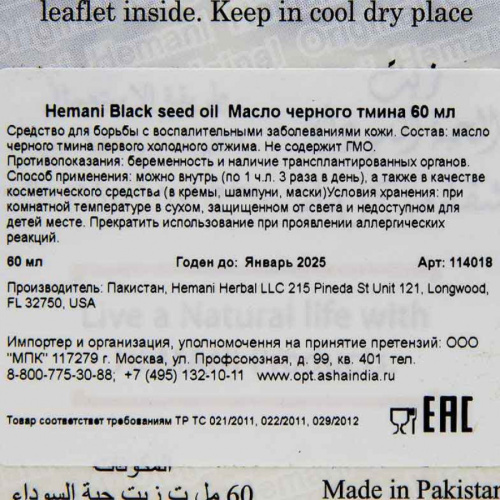 leaflet inside. Keep in cool dry place
Hemani Black seed oil Масло черного тмина 60 мл
Средство для борьбы с воспалительными заболеваниями кожи. Состав: масло
черного тмина первого холодного отжима. Не содержит ГМО.
Противопоказания: беременность и наличие трансплантированных органов.
Способ применения: можно внутрь (по 1 ч.л. 3 раза в день), а также в качестве
косметического средства (в кремы, шампуни, маски)Условия хранения: при
комнатной температуре в сухом, защищенном от света и недоступном для
детей месте. Прекратить использование при проявлении аллергических
реакций.
60 мл Годен до: Январь 2025 Арт: 114018
Производитель: Пакистан, Hemani Herbal LLC 215 Pineda St Unit 121, Longwood,
FL 32750, USA
Live a Natural life with
Импортер и организация, уполномочення на принятие претензий: ООО
"МПК" 117279 г. Москва, ул. Профсоюзная, д. 99, кв. 401 тел.
8-800-775-30-88; +7 (495) 132-10-11 www.opt.ashaindia.ru
Товар соответствует требованиям ТР ТС 021/2011, 022/2011, 029/2012
EAC
60 مل ت زيت حبة السوداء
Made in Pakistan